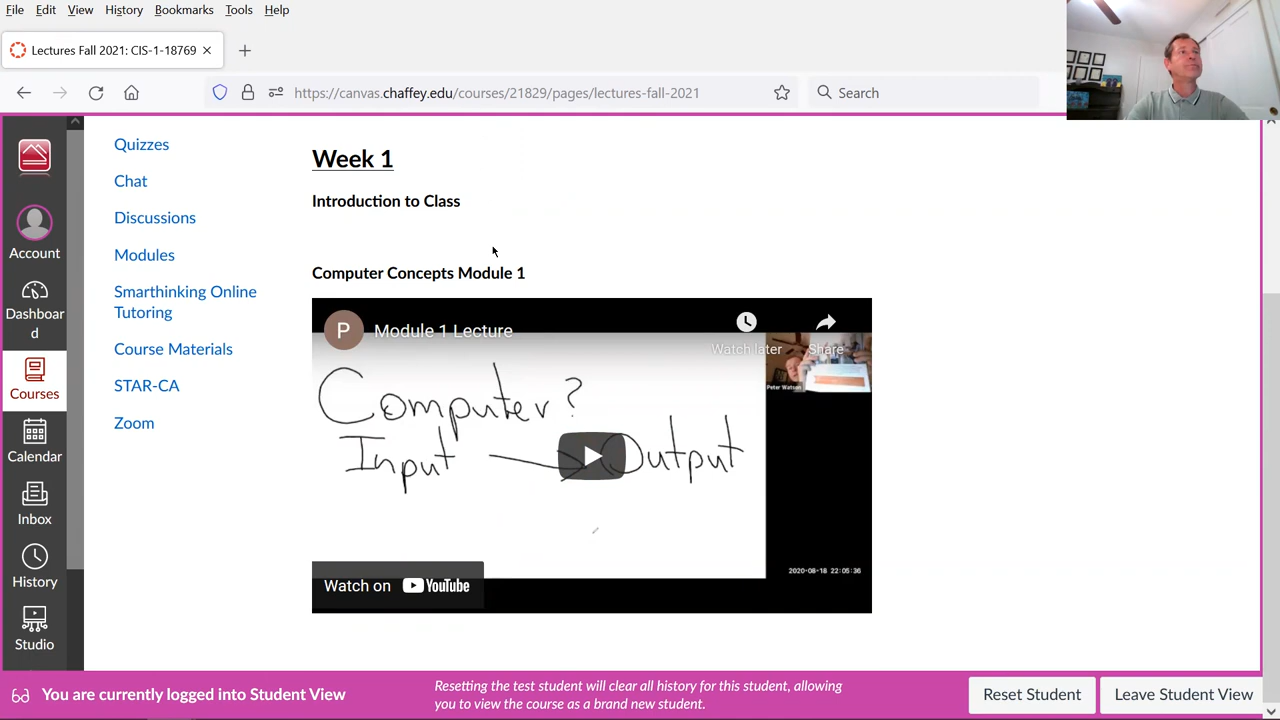 File Edit View History Bookmarks Tools Help
Lectures Fall 2021: CIS-1-18769
https://canvas.chaffey.edu/courses/21829/pages/lectures-fall-2021
Search
Account
Dashboar
d
Courses
Calendar
Inbox
History
Studio
Quizzes
Chat
Discussions
Modules
Smarthinking Online
Tutoring
Course Materials
STAR-CA
Zoom
Week 1
Introduction to Class
Computer Concepts Module 1
P
Module 1 Lecture
Watch later
Share
Peter Watson
Computer?
Input → Output
2020-08-18 22:05:36
Watch on YouTube
You are currently logged into Student View
Resetting the test student will clear all history for this student, allowing
you to view the course as a brand new student.
Reset Student
Leave Student View